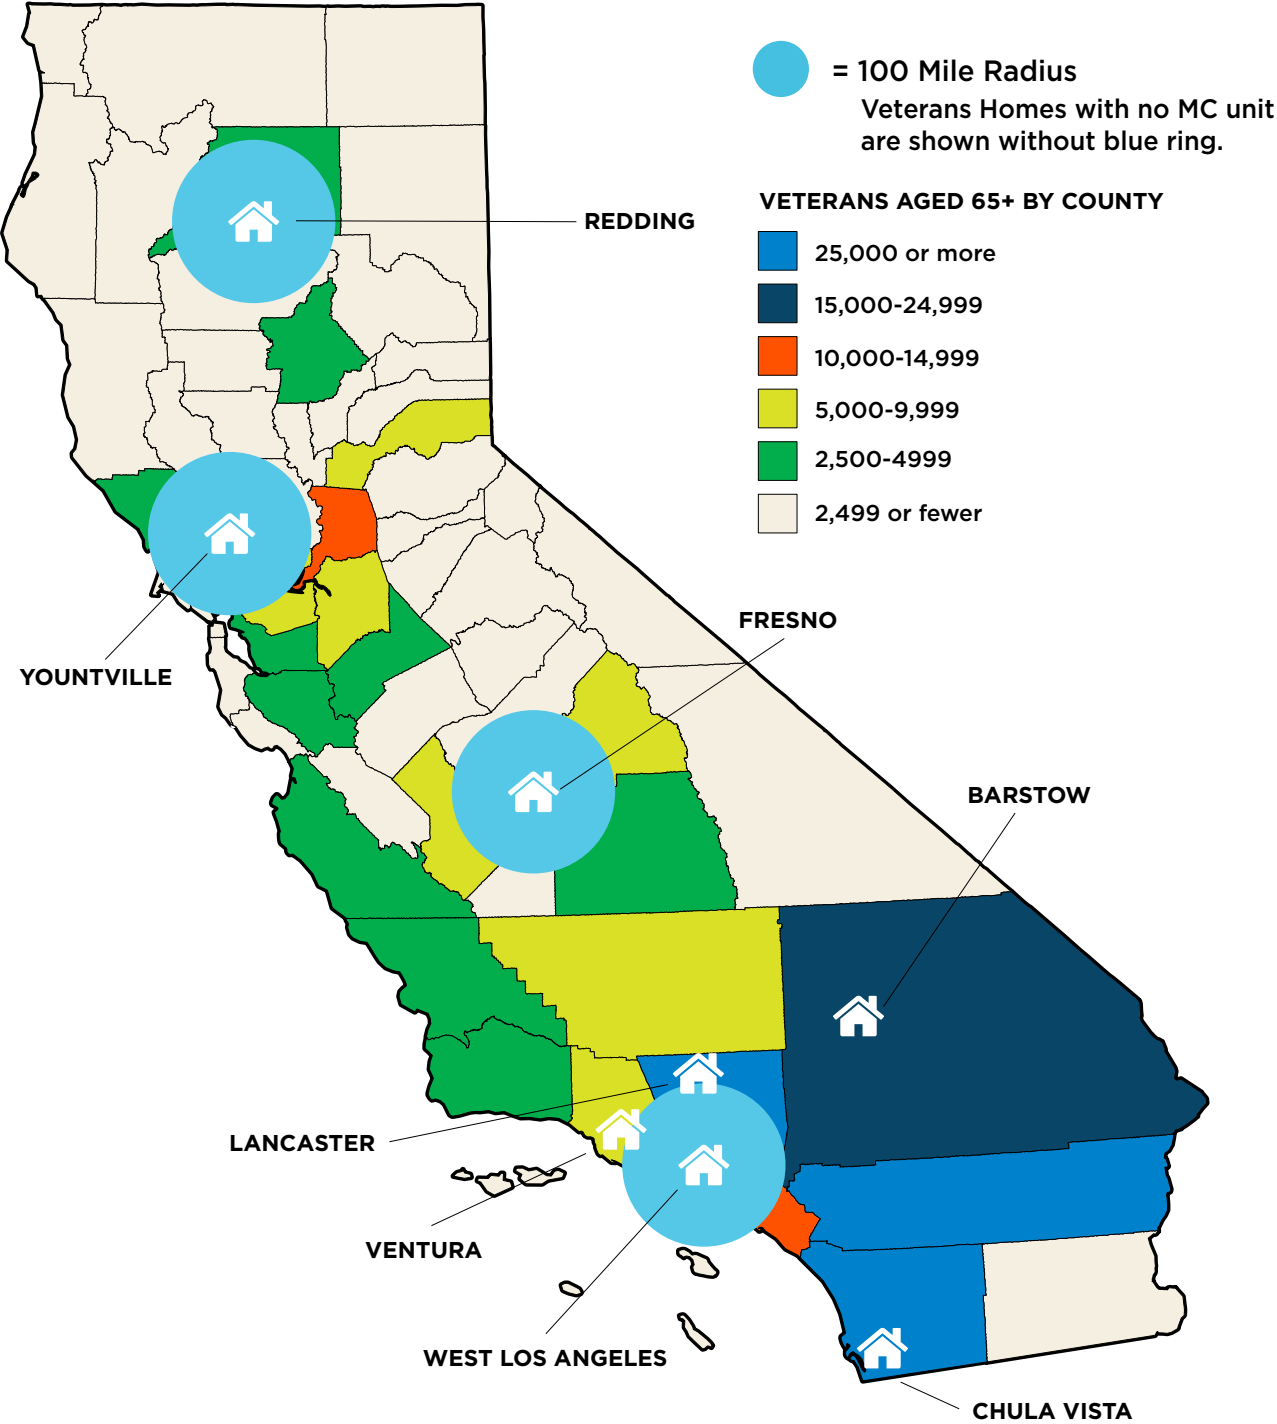 = 100 Mile Radius
Veterans Homes with no MC unit
are shown without blue ring.
VETERANS AGED 65+ BY COUNTY
25,000 or more
15,000-24,999
10,000-14,999
5,000-9,999
2,500-4999
2,499 or fewer
REDDING
FRESNO
YOUNTVILLE
BARSTOW
LANCASTER
VENTURA
WEST LOS ANGELES
CHULA VISTA